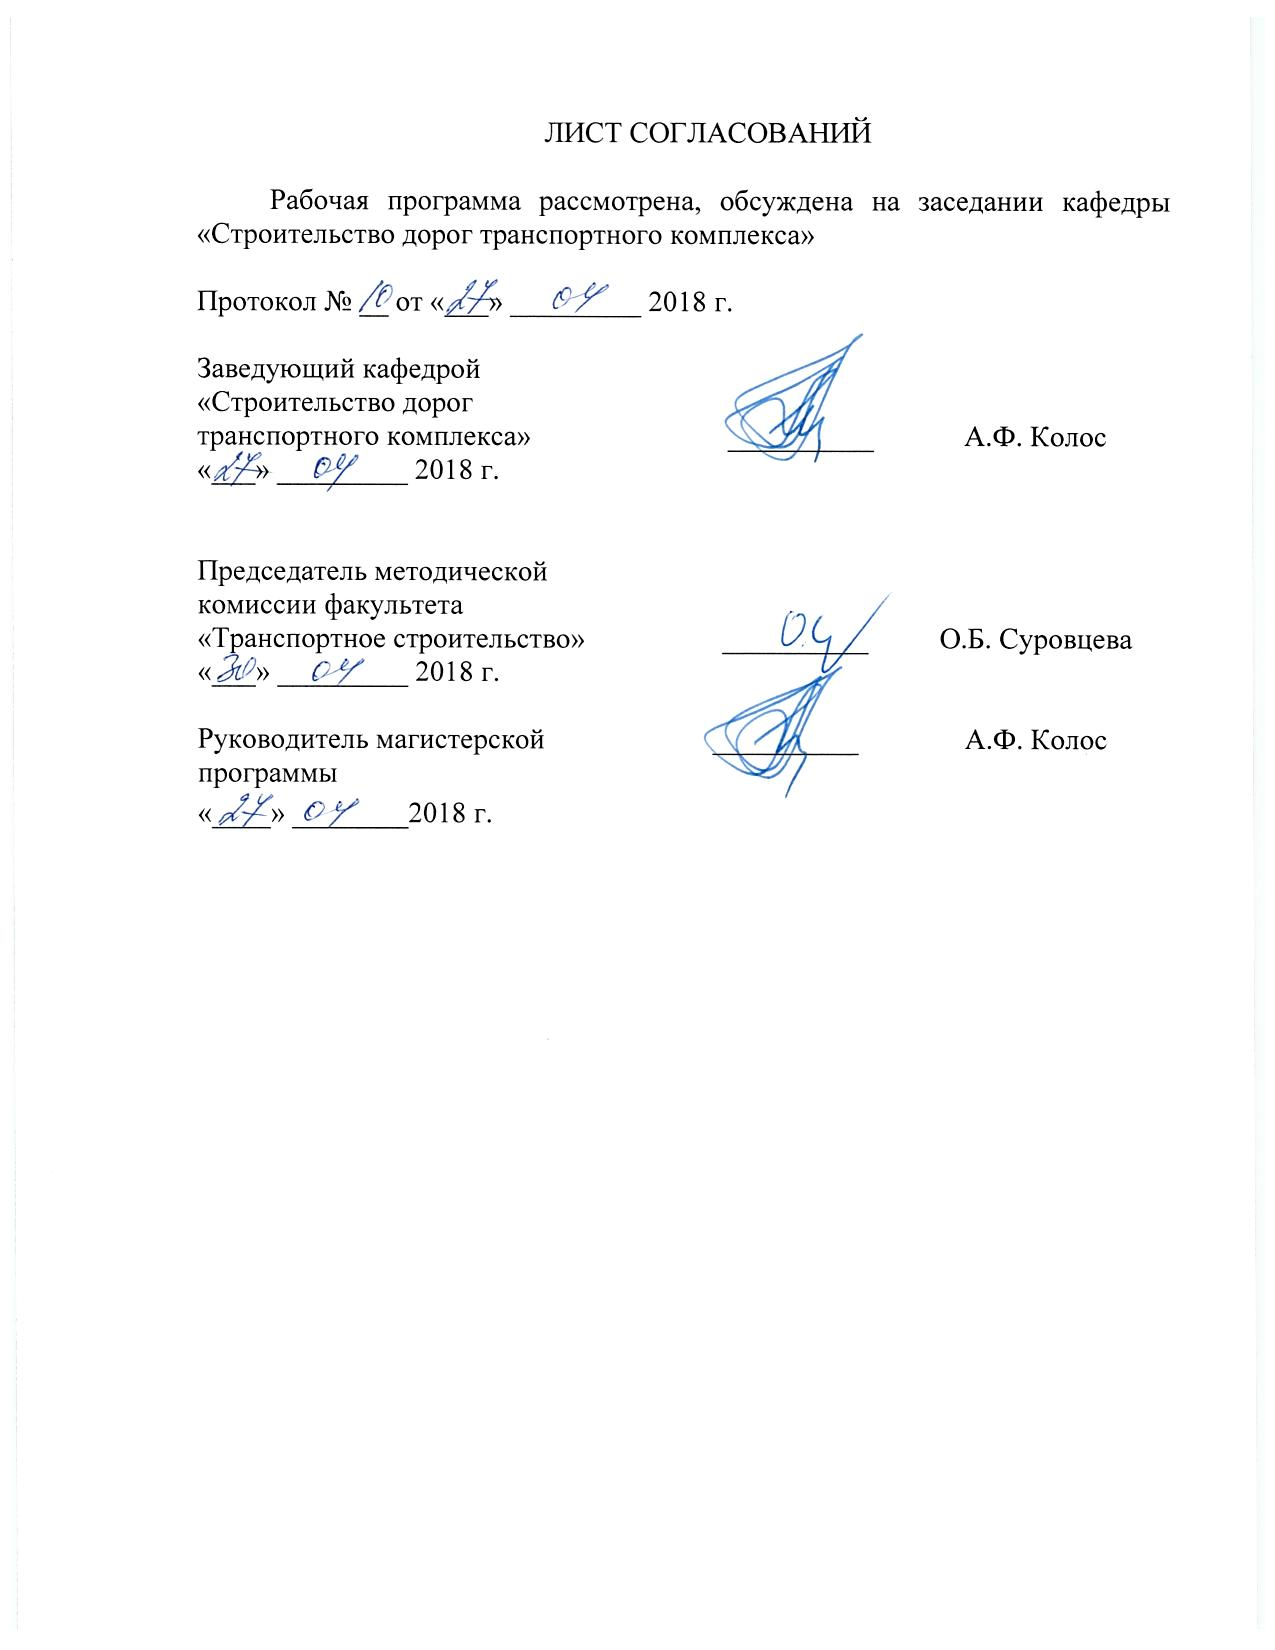 ЛИСТ СОГЛАСОВАНИЙ
Рабочая программа рассмотрена, обсуждена на заседании кафедры
«Строительство дорог транспортного комплекса»
Протокол № 10 от «27» 04 2018 г.
Заведующий кафедрой
«Строительство дорог
транспортного комплекса» А.Ф. Колос
«27» 04 2018 г.
Председатель методической
комиссии факультета
«Транспортное строительство» О.Б. Суровцева
«30» 04 2018 г.
Руководитель магистерской А.Ф. Колос
программы
«27» 04 2018 г.